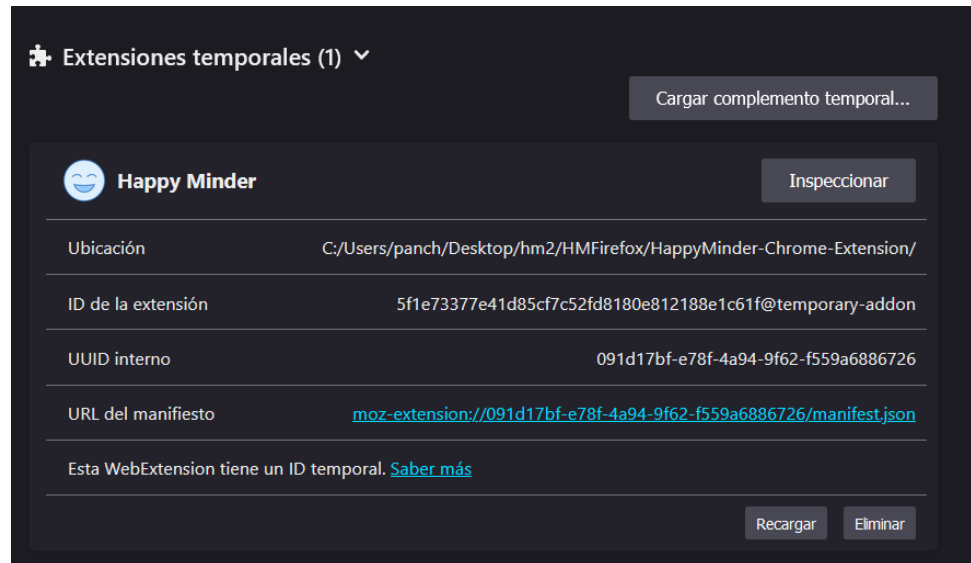 Extensiones temporales (1)
Cargar complemento temporal...
Happy Minder
Inspeccionar
Ubicación C:/Users/panch/Desktop/hm2/HMFirefox/HappyMinder-Chrome-Extension/
ID de la extensión 5f1e73377e41d85cf7c52fd8180e812188e1c61f@temporary-addon
UUID interno 091d17bf-e78f-4a94-9f62-f559a6886726
URL del manifiesto moz-extension://091d17bf-e78f-4a94-9f62-f559a6886726/manifest.json
Esta WebExtension tiene un ID temporal. Saber más
Recargar Eliminar